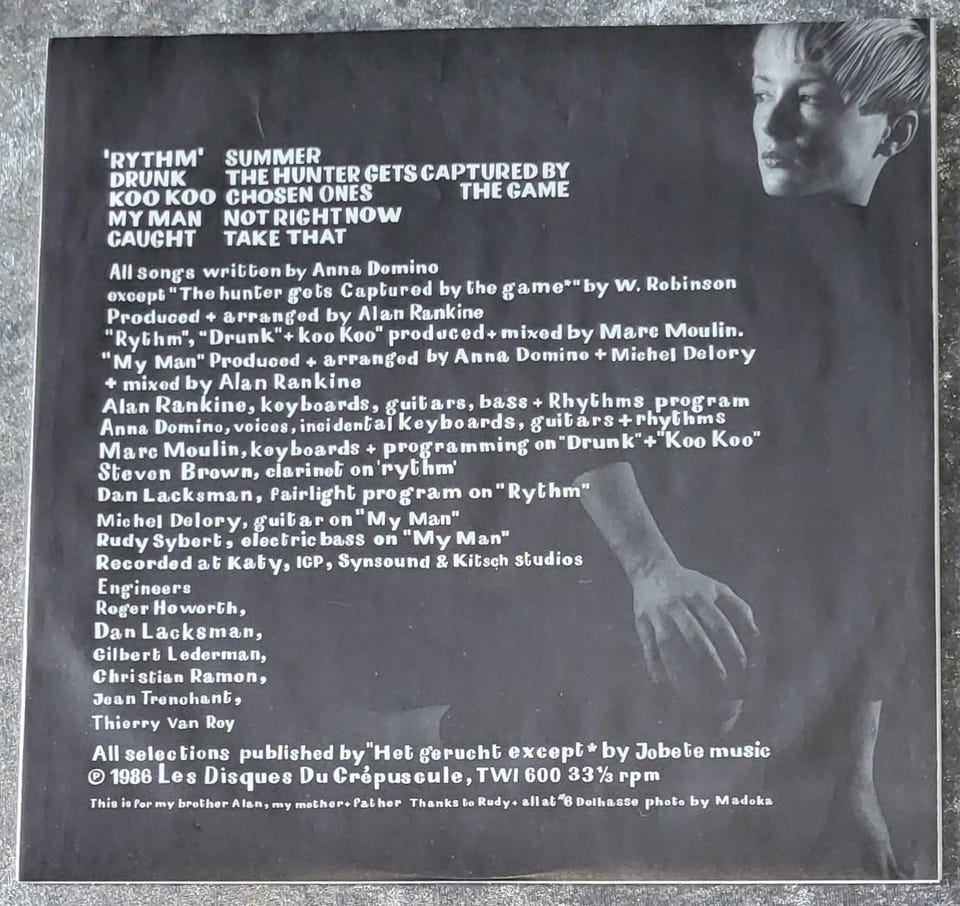 'RYTHM' SUMMER
DRUNK THE HUNTER GETS CAPTURED BY
KOO KOO CHOSEN ONES THE GAME
MY MAN NOT RIGHT NOW
CAUGHT TAKE THAT
All songs written by Anna Domino
except "The hunter gets Captured by the game*" by W. Robinson
Produced + arranged by Alan Rankine
"Rythm", "Drunk" + Koo Koo" produced + mixed by Marc Moulin.
"My Man" Produced + arranged by Anna Domino + Michel Delory
+ mixed by Alan Rankine
Alan Rankine, keyboards, guitars, bass + Rhythms program
Anna Domino, voices, incidental keyboards, guitars + rhythms
Marc Moulin, keyboards + programming on "Drunk" + "Koo Koo"
Steven Brown, clarinet on 'rythm'
Dan Lacksman, fairlight program on "Rythm"
Michel Delory, guitar on "My Man"
Rudy Sybert, electric bass on "My Man"
Recorded at Katy, ICP, Synsound & Kitsch studios
Engineers
Roger Howorth,
Dan Lacksman,
Gilbert Lederman,
Christian Ramon,
Jean Trenchant,
Thierry Van Roy
All selections published by "Het gerucht except * by Jobete music
℗ 1986 Les Disques Du Crépuscule, TWI 600 33⅓ rpm
This is for my brother Alan, my mother + father Thanks to Rudy + all at #6 Dolhasse photo by Madoka